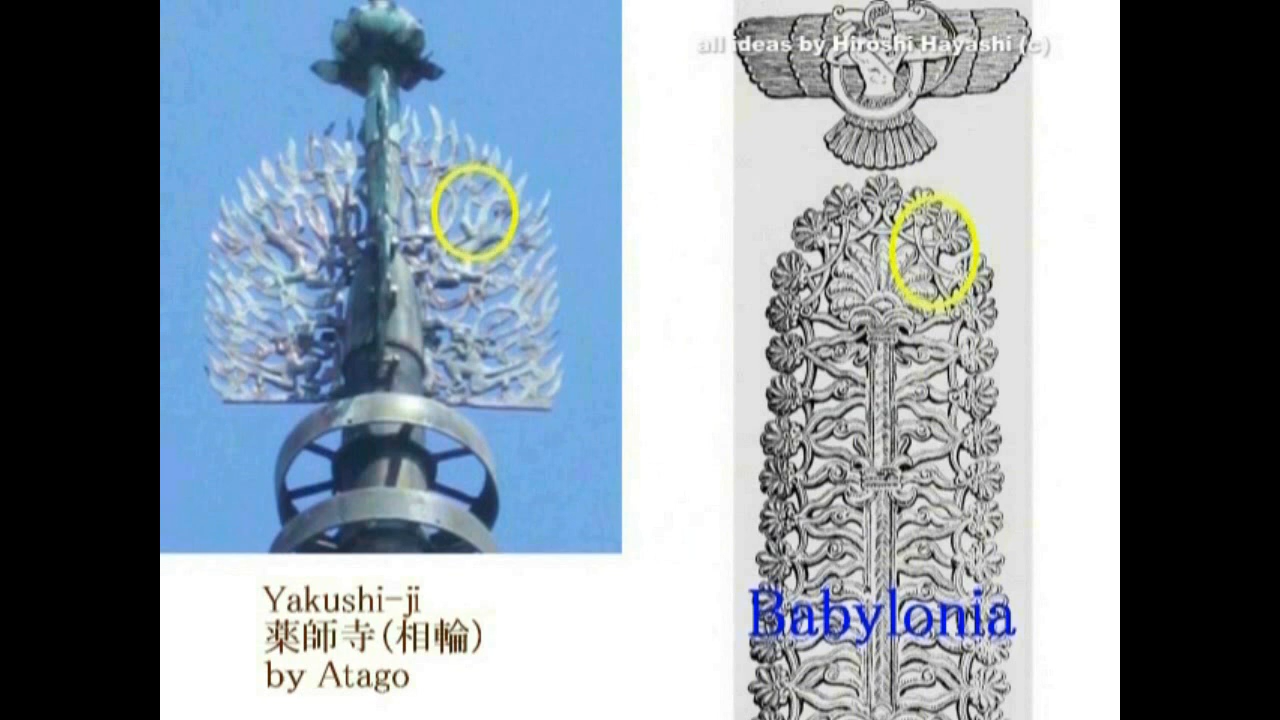 all ideas by Hiroshi Hayashi (c)
Yakushi-ji
薬師寺(相輪)
by Atago
Babylonia